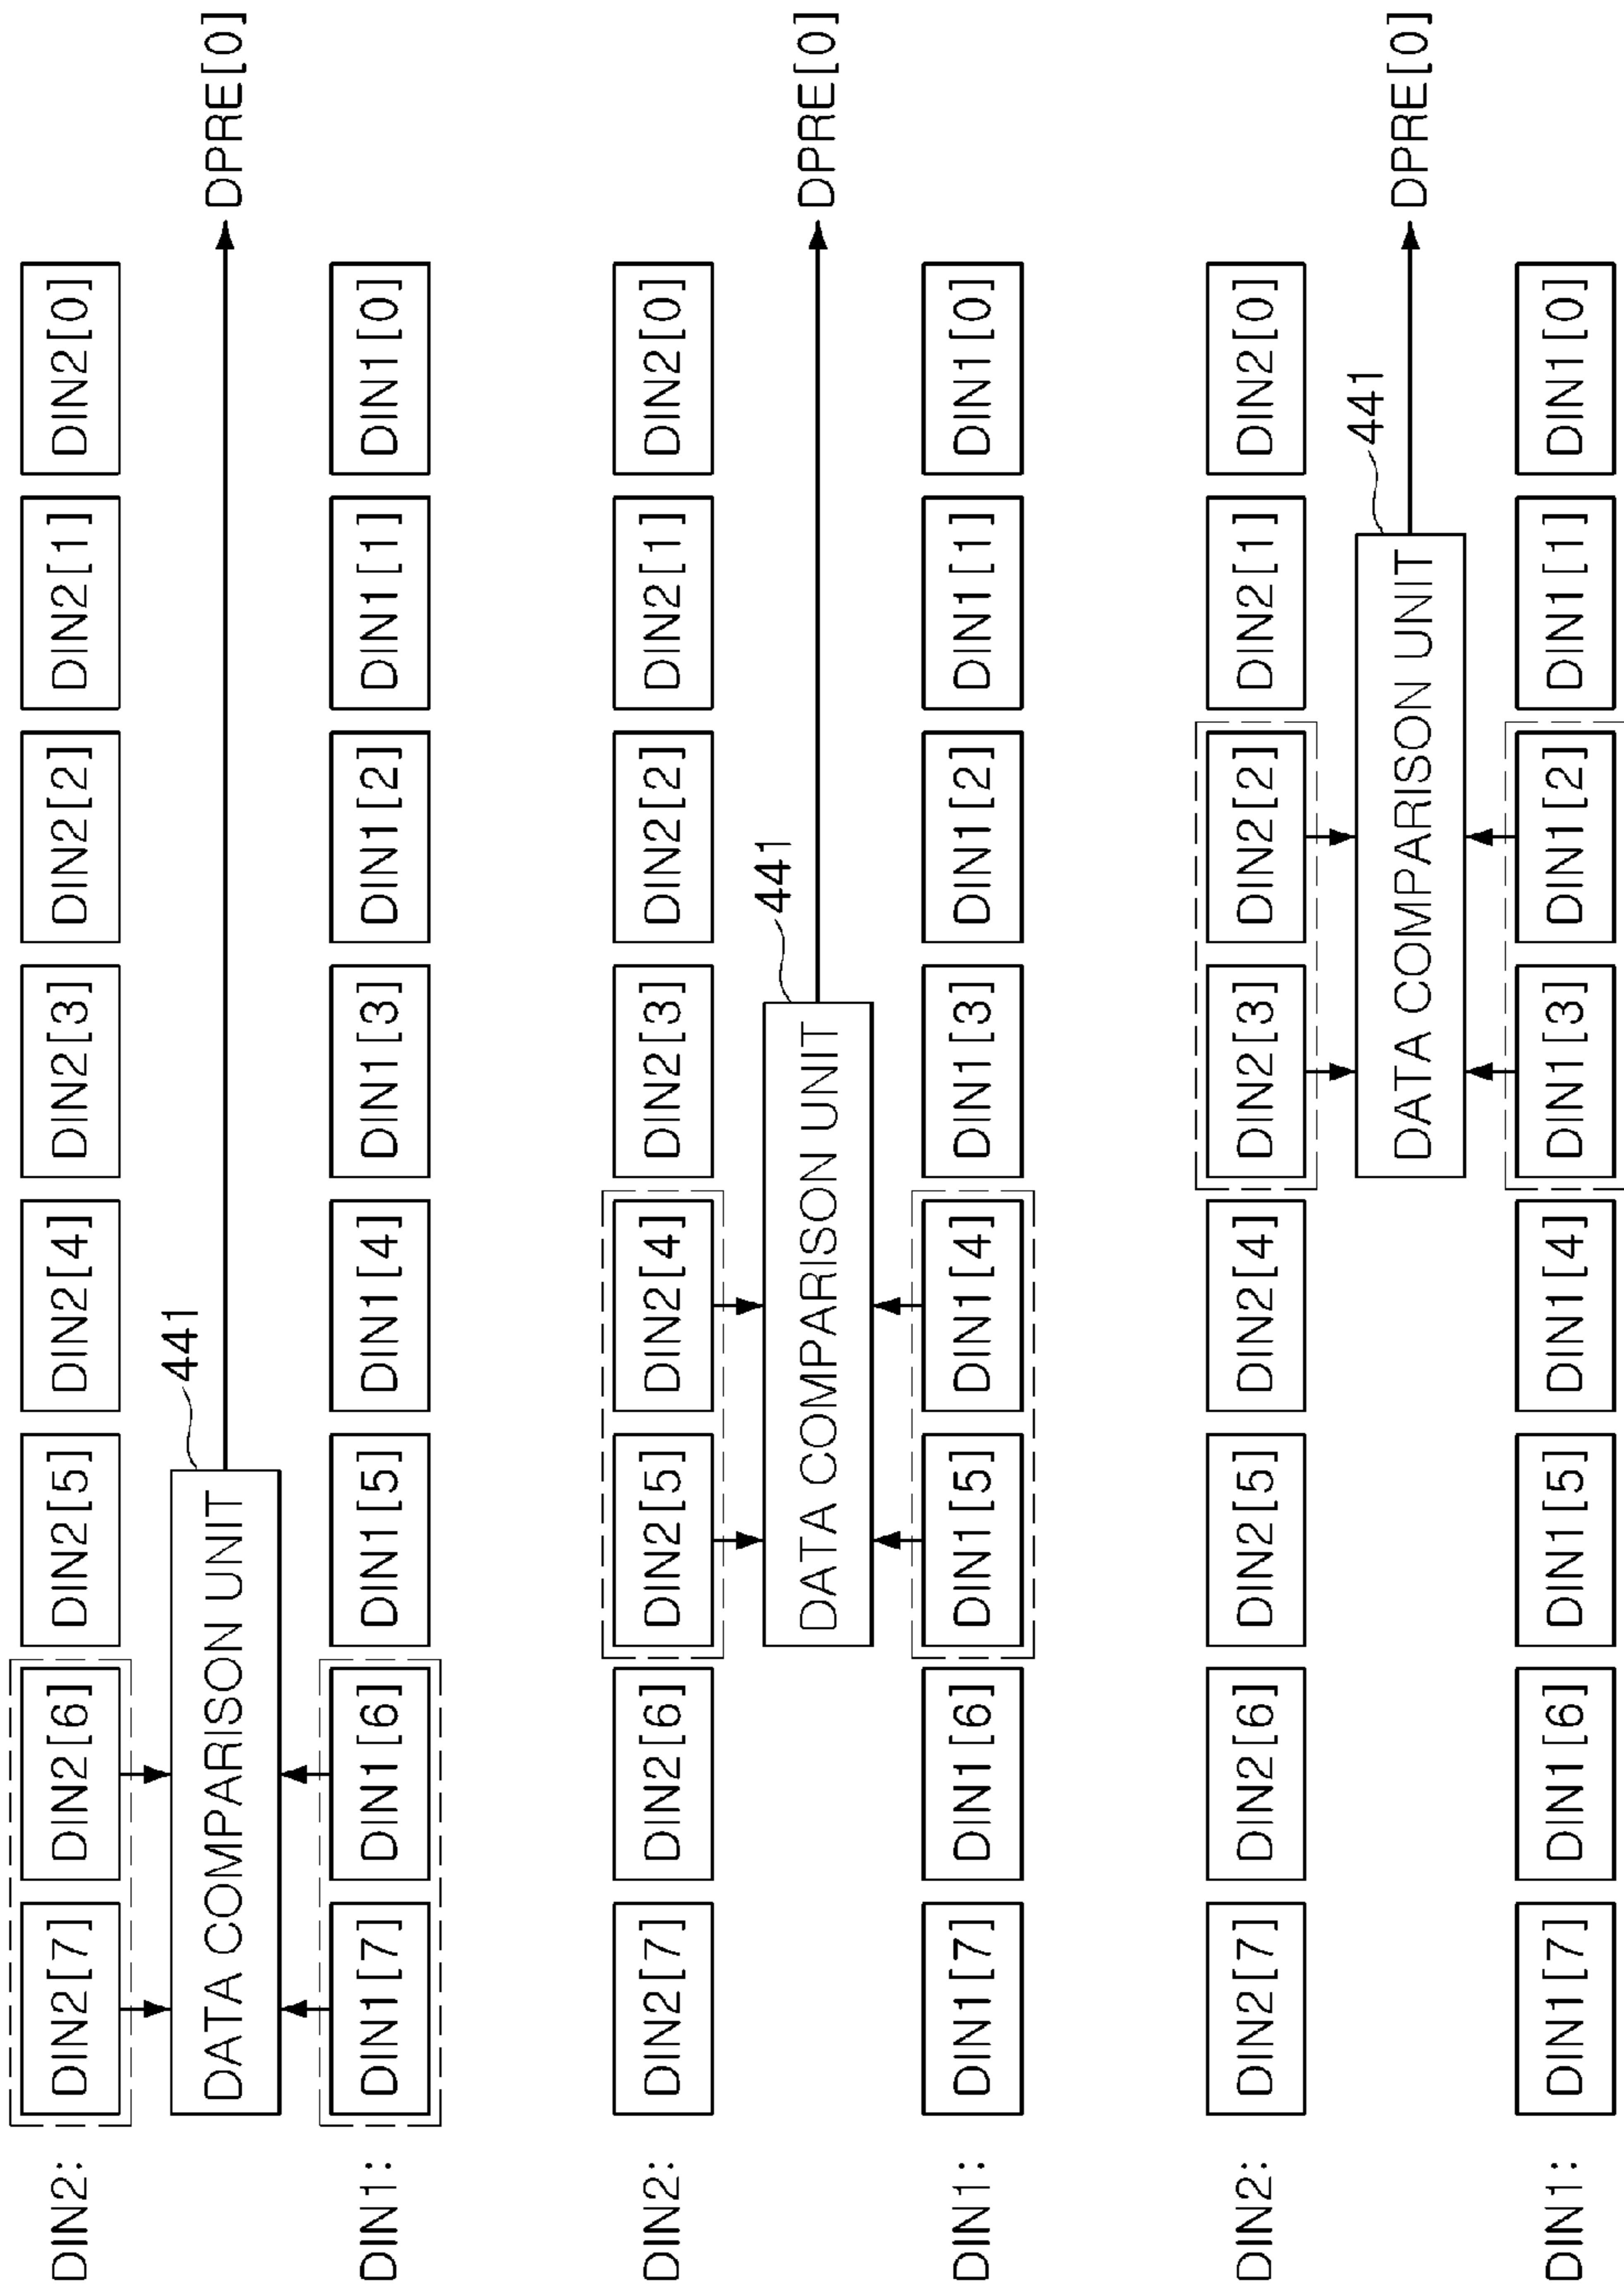 DIN2: DIN2[7] DIN2[6] DIN2[5] DIN2[4] DIN2[3] DIN2[2] DIN2[1] DIN2[0]
441
DATA COMPARISON UNIT DPRE[0]
DIN1: DIN1[7] DIN1[6] DIN1[5] DIN1[4] DIN1[3] DIN1[2] DIN1[1] DIN1[0]
DIN2: DIN2[7] DIN2[6] DIN2[5] DIN2[4] DIN2[3] DIN2[2] DIN2[1] DIN2[0]
441
DATA COMPARISON UNIT DPRE[0]
DIN1: DIN1[7] DIN1[6] DIN1[5] DIN1[4] DIN1[3] DIN1[2] DIN1[1] DIN1[0]
DIN2: DIN2[7] DIN2[6] DIN2[5] DIN2[4] DIN2[3] DIN2[2] DIN2[1] DIN2[0]
441
DATA COMPARISON UNIT DPRE[0]
DIN1: DIN1[7] DIN1[6] DIN1[5] DIN1[4] DIN1[3] DIN1[2] DIN1[1] DIN1[0]